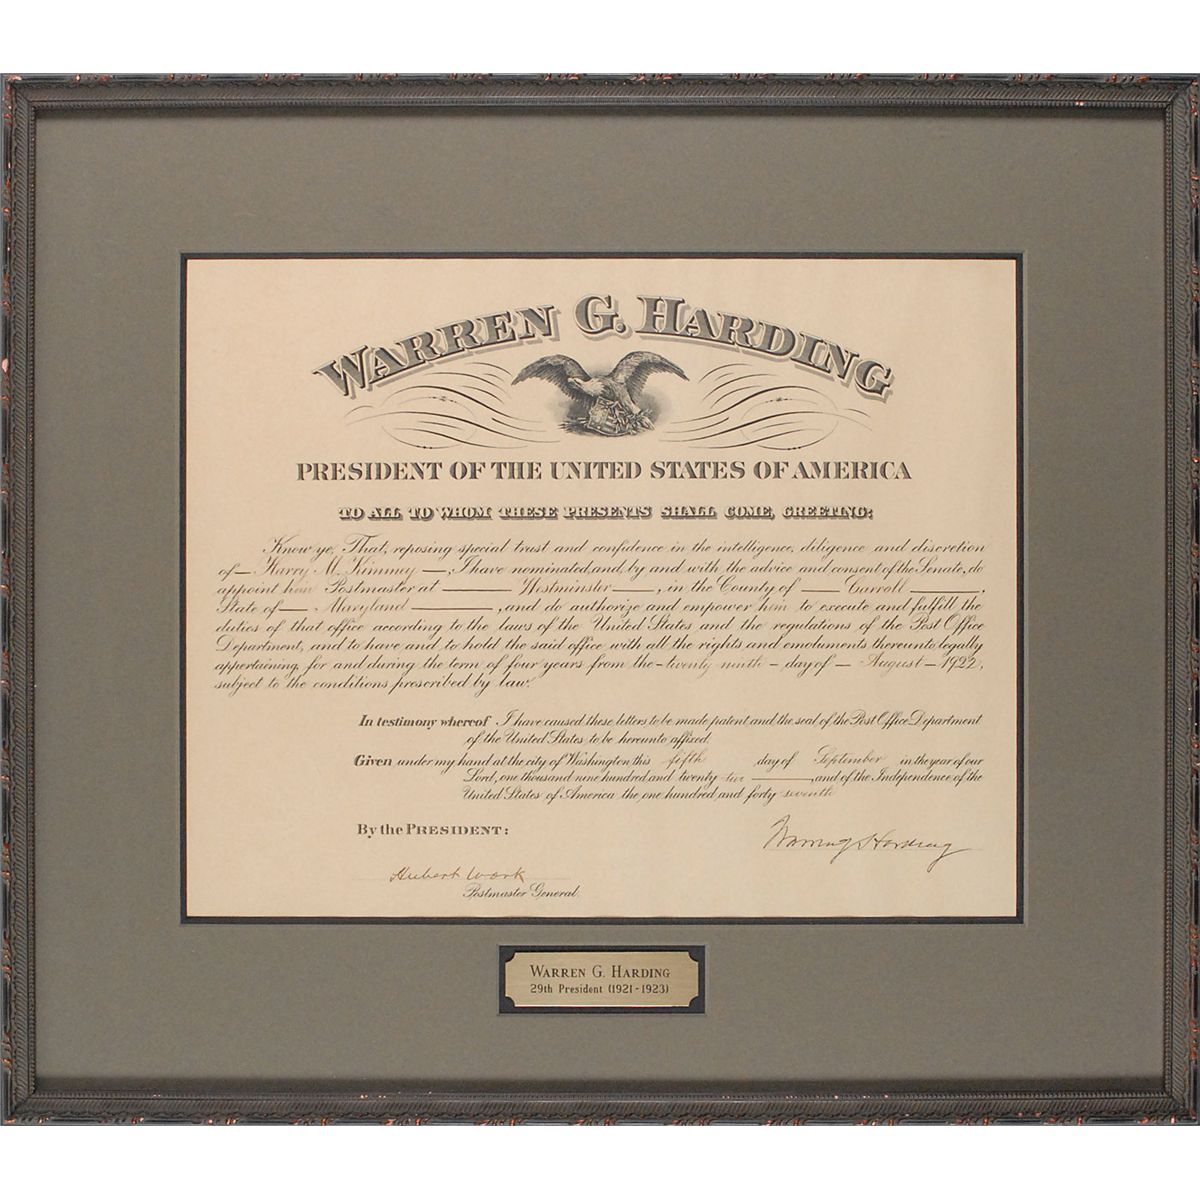 WARREN G. HARDING
PRESIDENT OF THE UNITED STATES OF AMERICA
TO ALL TO WHOM THESE PRESENTS SHALL COME, GREETING:
Know ye, That, reposing special trust and confidence in the intelligence, diligence and discretion
of — Harry M. Kimmey —, I have nominated, and, by and with the advice and consent of the Senate, do
appoint him Postmaster at — Westminster —, in the County of — Carroll —,
State of — Maryland —, and do authorize and empower him to execute and fulfill the
duties of that office according to the laws of the United States and the regulations of the Post Office
Department, and to have and to hold the said office with all the rights and emoluments thereunto legally
appertaining, for and during the term of four years from the — twenty ninth — day of — August — 1922,
subject to the conditions prescribed by law.
In testimony whereof I have caused these letters to be made patent and the seal of the Post Office Department
of the United States to be hereunto affixed.
Given under my hand at the city of Washington this fifth day of September in the year of our
Lord, one thousand nine hundred and twenty two —, and of the Independence of the
United States of America the one hundred and forty seventh
By the PRESIDENT:
Warren G Harding
Hubert Work
Postmaster General.
WARREN G. HARDING
29th President (1921-1923)